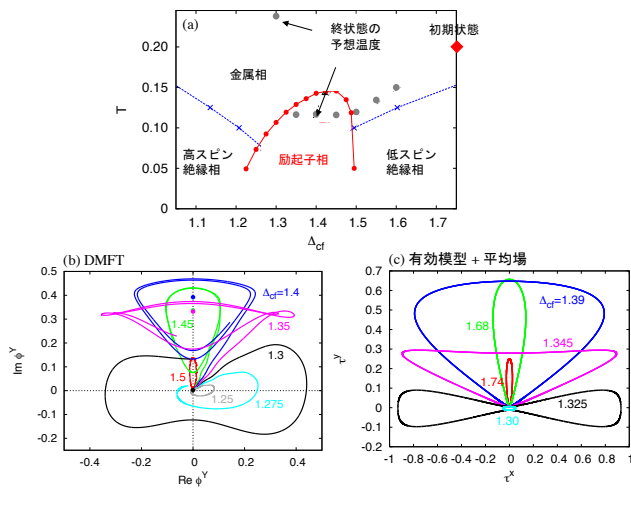 (a)
終状態の
予想温度
初期状態
金属相
高スピン
絶縁相
励起子相
低スピン
絶縁相
T
0.20
0.15
0.10
0.05
0
1.1 1.2 1.3 1.4 1.5 1.6 1.7
Δcf
(b) DMFT
Δcf=1.4
1.45
1.35
1.3
1.5
1.25
1.275
Im ϕY
0.5
0.4
0.3
0.2
0.1
0
-0.1
-0.2
-0.4 -0.2 0 0.2 0.4
Re ϕY
(c) 有効模型 + 平均場
Δcf=1.39
1.68
1.345
1.74
1.325
1.30
τy
0.7
0.6
0.5
0.4
0.3
0.2
0.1
0
-0.1
-0.2
-1 -0.8 -0.6 -0.4 -0.2 0 0.2 0.4 0.6 0.8 1
τx